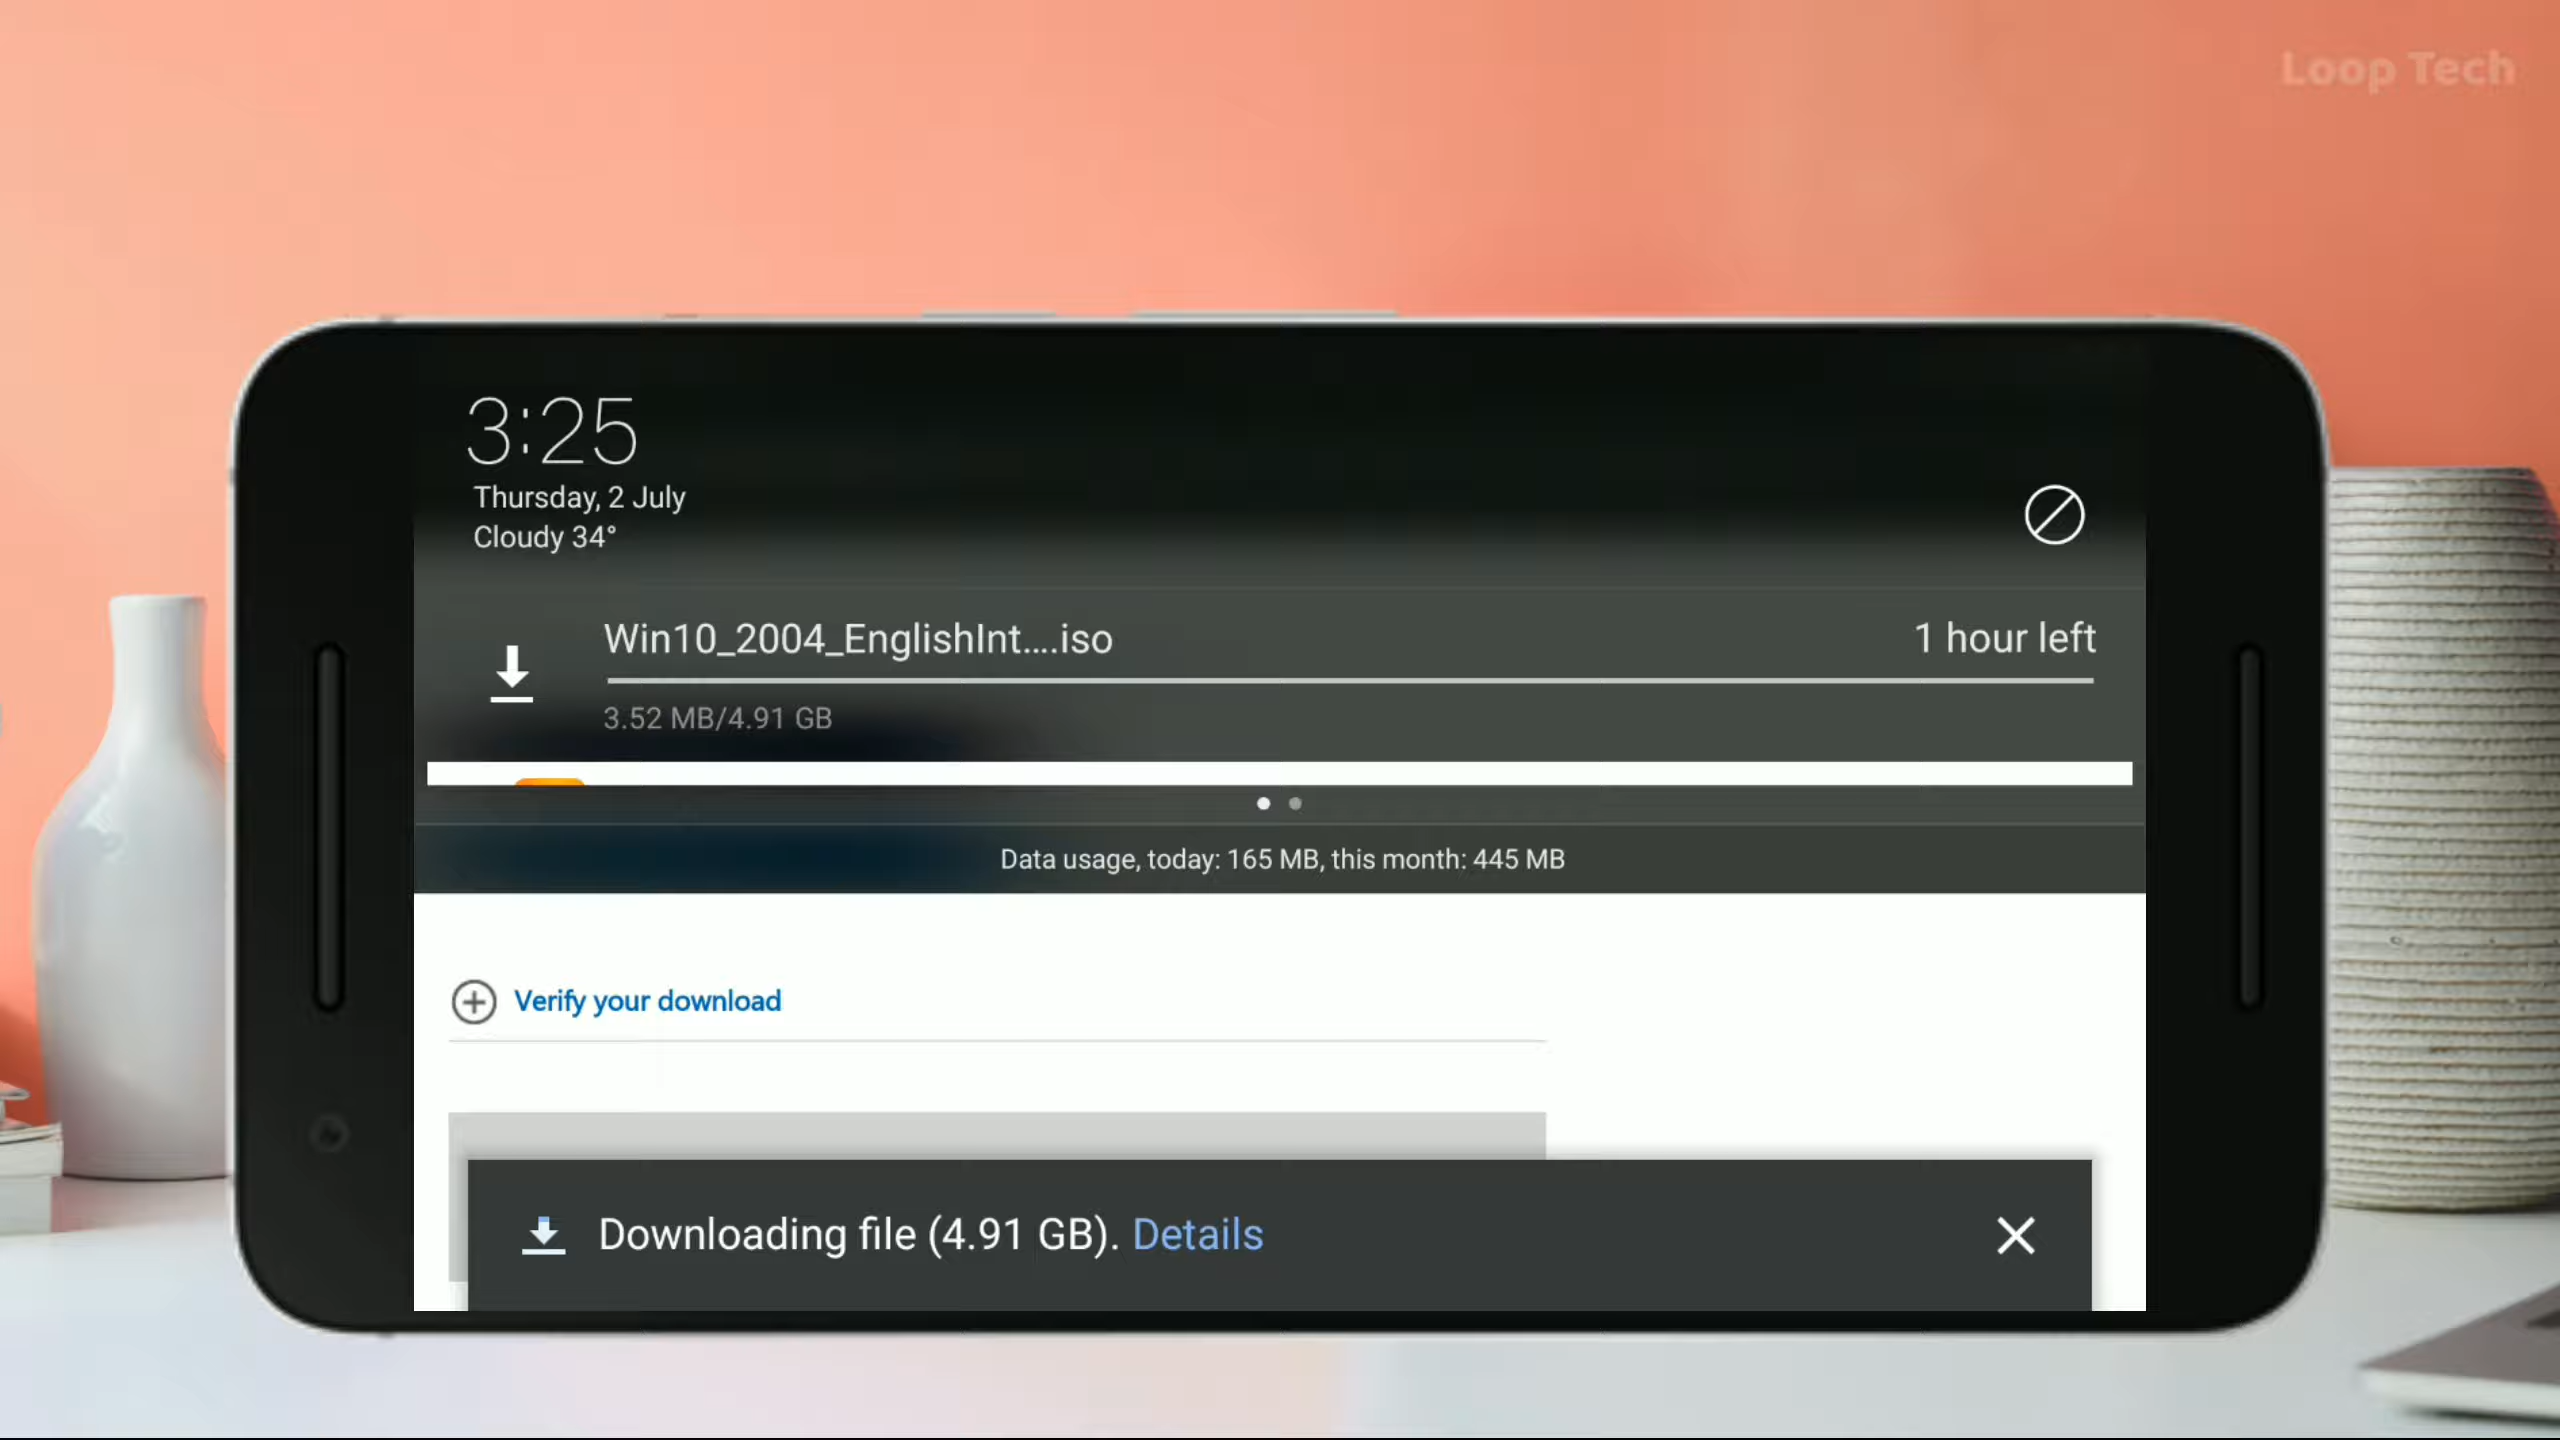 Loop Tech
3:25
Thursday, 2 July
Cloudy 34°
Win10_2004_EnglishInt....iso
1 hour left
3.52 MB/4.91 GB
Data usage, today: 165 MB, this month: 445 MB
Verify your download
Downloading file (4.91 GB). Details